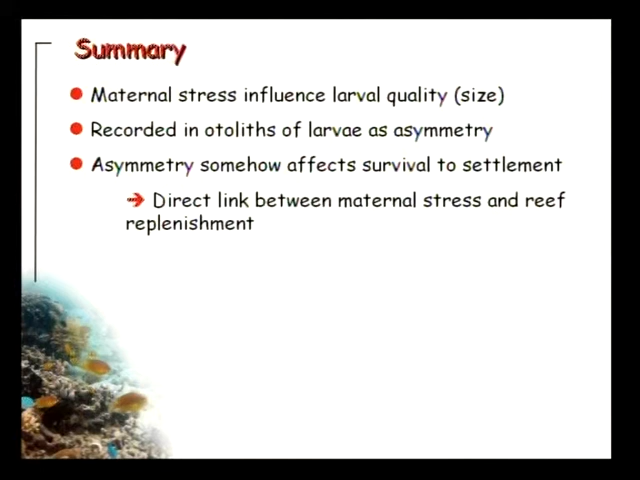 Summary
Maternal stress influence larval quality (size)
Recorded in otoliths of larvae as asymmetry
Asymmetry somehow affects survival to settlement
➔ Direct link between maternal stress and reef
replenishment